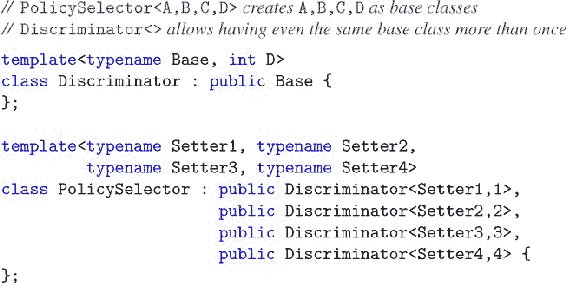 // PolicySelector<A,B,C,D> creates A,B,C,D as base classes
// Discriminator<> allows having even the same base class more than once
template<typename Base, int D>
class Discriminator : public Base {
};
template<typename Setter1, typename Setter2,
typename Setter3, typename Setter4>
class PolicySelector : public Discriminator<Setter1,1>,
public Discriminator<Setter2,2>,
public Discriminator<Setter3,3>,
public Discriminator<Setter4,4> {
};